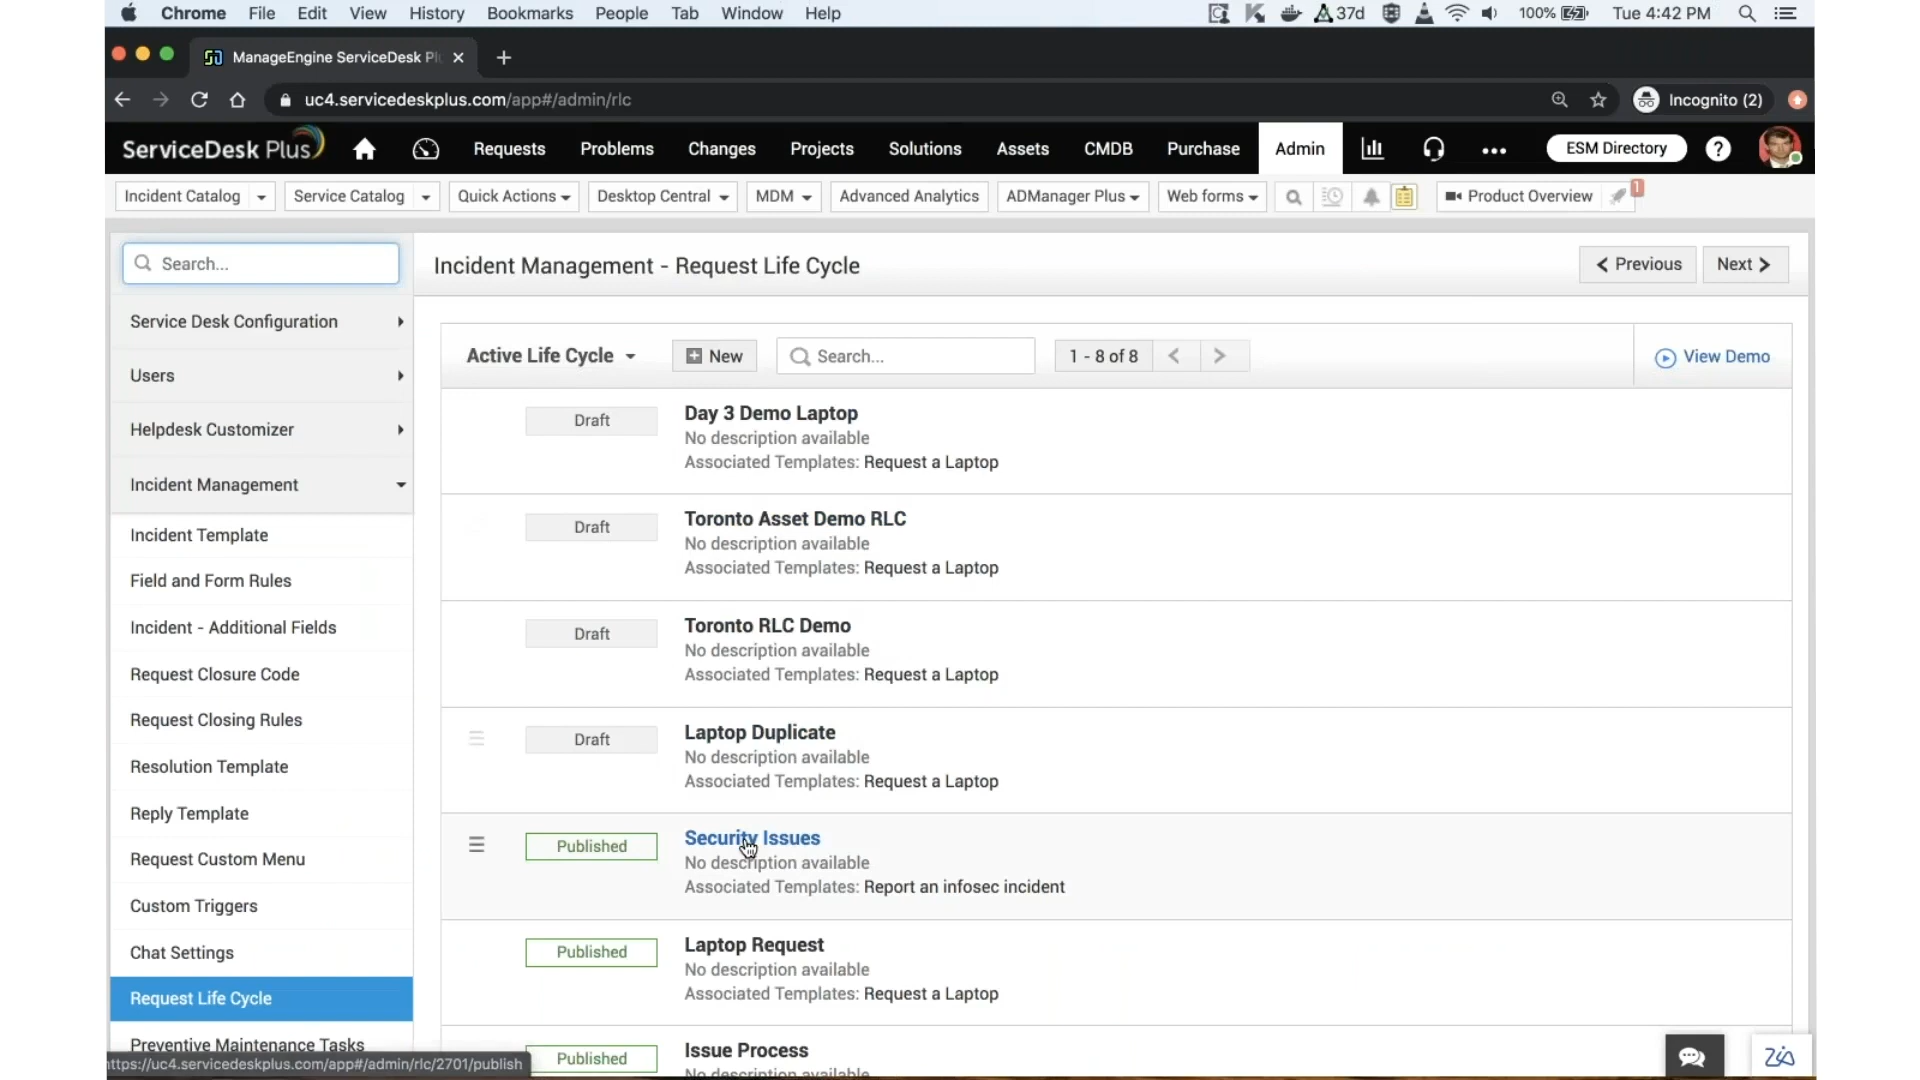 Chrome File Edit View History Bookmarks People Tab Window Help 37d 100% Tue 4:42 PM
ManageEngine ServiceDesk Pl
uc4.servicedeskplus.com/app#/admin/rlc Incognito (2)
ServiceDesk Plus Requests Problems Changes Projects Solutions Assets CMDB Purchase Admin ESM Directory ?
Incident Catalog Service Catalog Quick Actions Desktop Central MDM Advanced Analytics ADManager Plus Web forms Product Overview 1
Search...
Incident Management - Request Life Cycle
Previous Next
Service Desk Configuration
Users
Helpdesk Customizer
Incident Management
Incident Template
Field and Form Rules
Incident - Additional Fields
Request Closure Code
Request Closing Rules
Resolution Template
Reply Template
Request Custom Menu
Custom Triggers
Chat Settings
Request Life Cycle
Preventive Maintenance Tasks
Active Life Cycle New Search... 1 - 8 of 8 View Demo
Draft Day 3 Demo Laptop
No description available
Associated Templates: Request a Laptop
Draft Toronto Asset Demo RLC
No description available
Associated Templates: Request a Laptop
Draft Toronto RLC Demo
No description available
Associated Templates: Request a Laptop
Draft Laptop Duplicate
No description available
Associated Templates: Request a Laptop
Published Security Issues
No description available
Associated Templates: Report an infosec incident
Published Laptop Request
No description available
Associated Templates: Request a Laptop
Published Issue Process
No description available
ttps://uc4.servicedeskplus.com/app#/admin/rlc/2701/publish
Zia